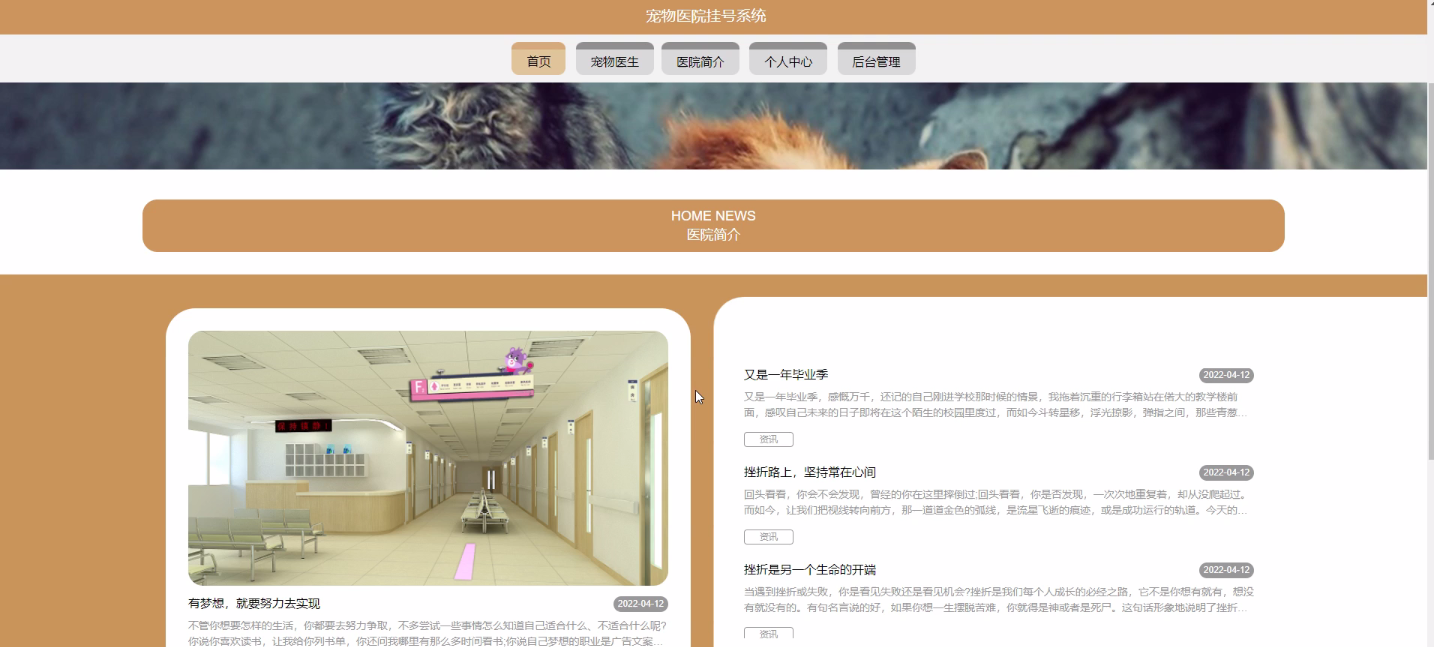 宠物医院挂号系统
首页
宠物医生
医院简介
个人中心
后台管理
HOME NEWS
医院简介
有梦想，就要努力去实现
2022-04-12
不管你想要怎样的生活，你都要去努力争取，不多尝试一些事情怎么知道自己适合什么、不适合什么呢?
你说你喜欢读书，让我给你列书单，你还问我哪里有那么多时间看书;你说自己梦想的职业是广告文案...
又是一年毕业季
2022-04-12
又是一年毕业季，感慨万千，还记的自己刚进学校那时候的情景，我拖着沉重的行李箱站在偌大的教学楼前
面，感叹自己未来的日子即将在这个陌生的校园里度过，而如今斗转星移，浮光掠影，弹指之间，那些青葱...
资讯
挫折路上，坚持常在心间
2022-04-12
回头看看，你会不会发现，曾经的你在这里摔倒过;回头看看，你是否发现，一次次地重复着，却从没爬起过。
而如今，让我们把视线转向前方，那一道道金色的弧线，是流星飞逝的痕迹，或是成功运行的轨道。今天的...
资讯
挫折是另一个生命的开端
2022-04-12
当遇到挫折或失败，你是看见失败还是看见机会?挫折是我们每个人成长的必经之路，它不是你想有就有，想没
有就没有的。有句名言说的好，如果你想一生摆脱苦难，你就得是神或者是死尸。这句话形象地说明了挫折...
资讯